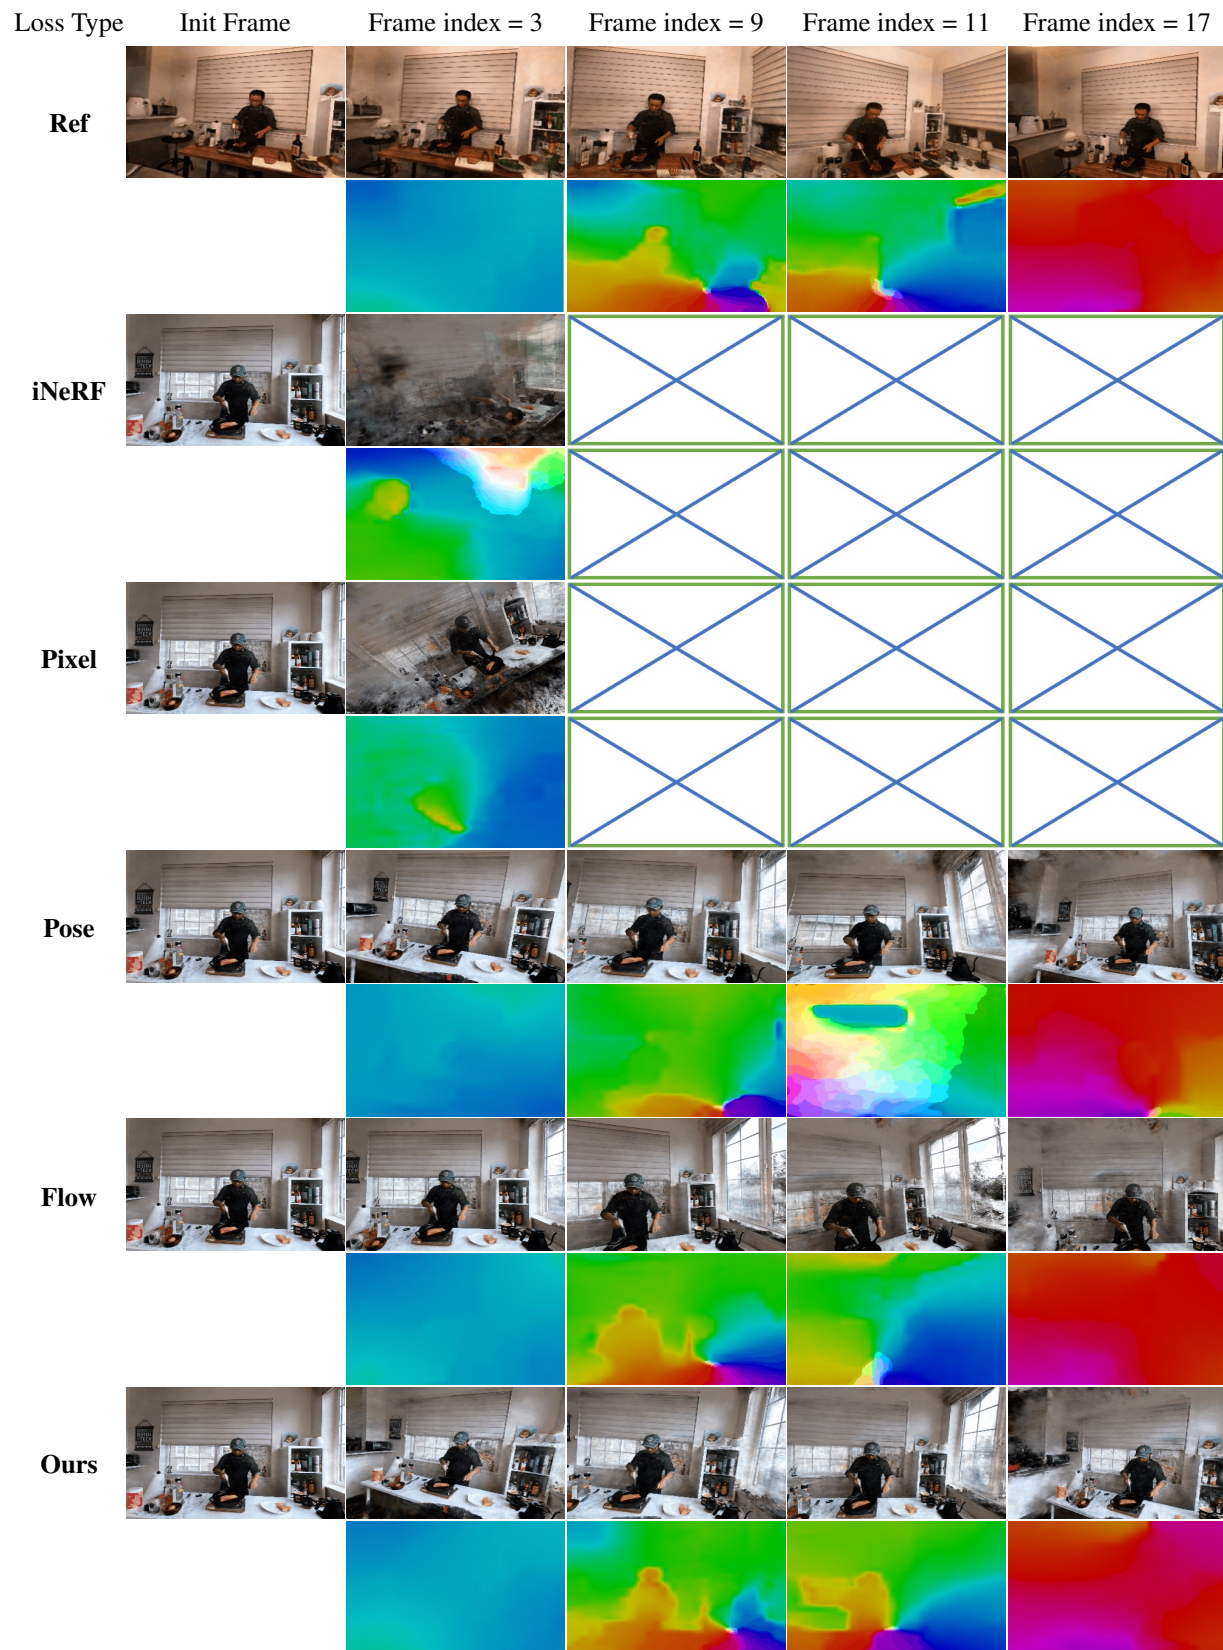 Loss Type Init Frame Frame index = 3 Frame index = 9 Frame index = 11 Frame index = 17
Ref
iNeRF
Pixel
Pose
Flow
Ours